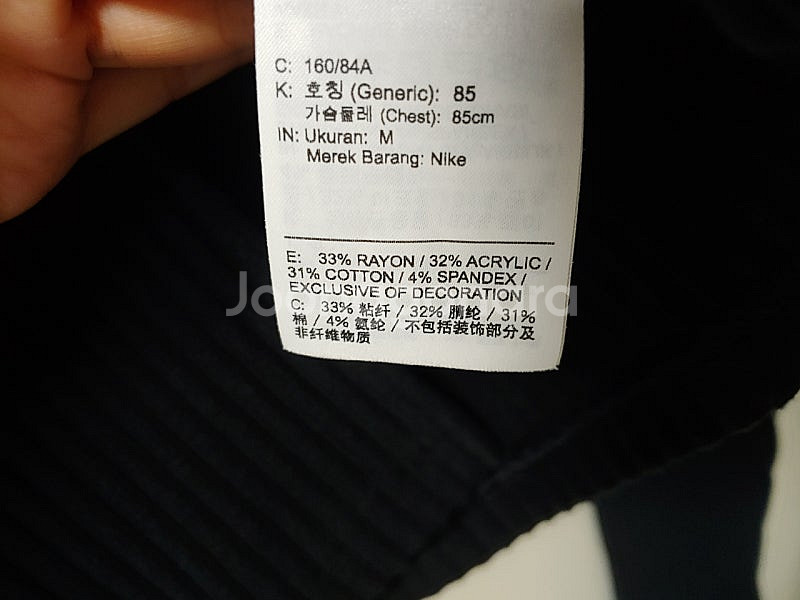 C: 160/84A
K: 호칭 (Generic): 85
가슴둘레 (Chest): 85cm
IN: Ukuran: M
Merek Barang: Nike
E: 33% RAYON / 32% ACRYLIC /
31% COTTON / 4% SPANDEX /
EXCLUSIVE OF DECORATION
C: 33% 粘纤 / 32% 腈纶 / 31%
棉 / 4% 氨纶 / 不包括装饰部分及
非纤维物质